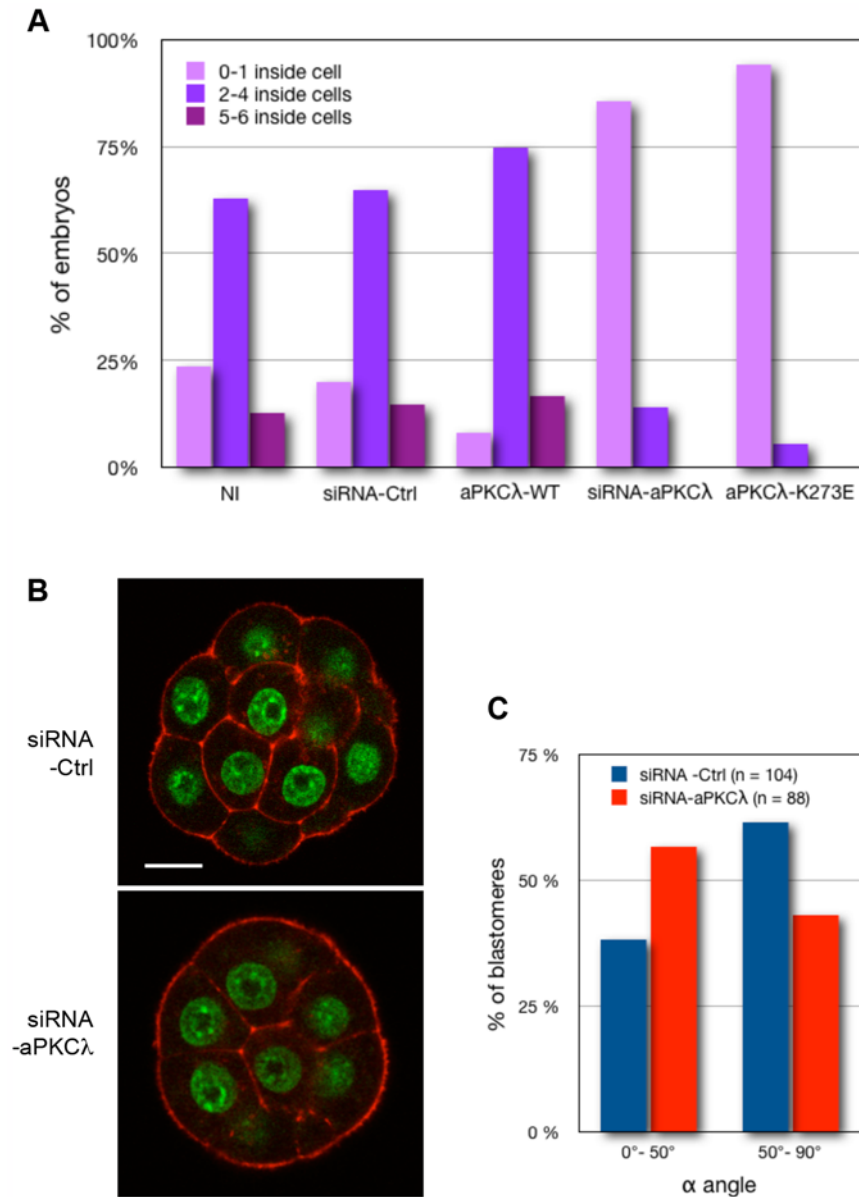 A
100%
75%
50%
25%
0%
% of embryos
0-1 inside cell
2-4 inside cells
5-6 inside cells
NI
siRNA-Ctrl
aPKCλ-WT
siRNA-aPKCλ
aPKCλ-K273E
B
siRNA
-Ctrl
siRNA
-aPKCλ
C
75 %
50 %
25 %
0 %
% of blastomeres
siRNA -Ctrl (n = 104)
siRNA-aPKCλ (n = 88)
0°- 50°
50°- 90°
α angle